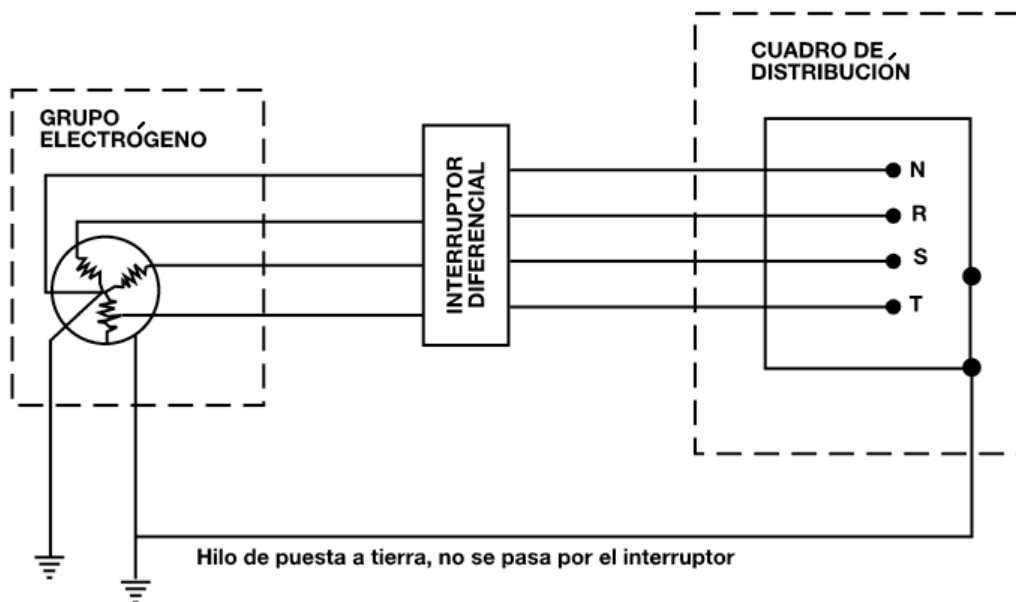 CUADRO DE
DISTRIBUCIÓN
GRUPO
ELECTRÓGENO
INTERRUPTOR
DIFERENCIAL
N
R
S
T
Hilo de puesta a tierra, no se pasa por el interruptor